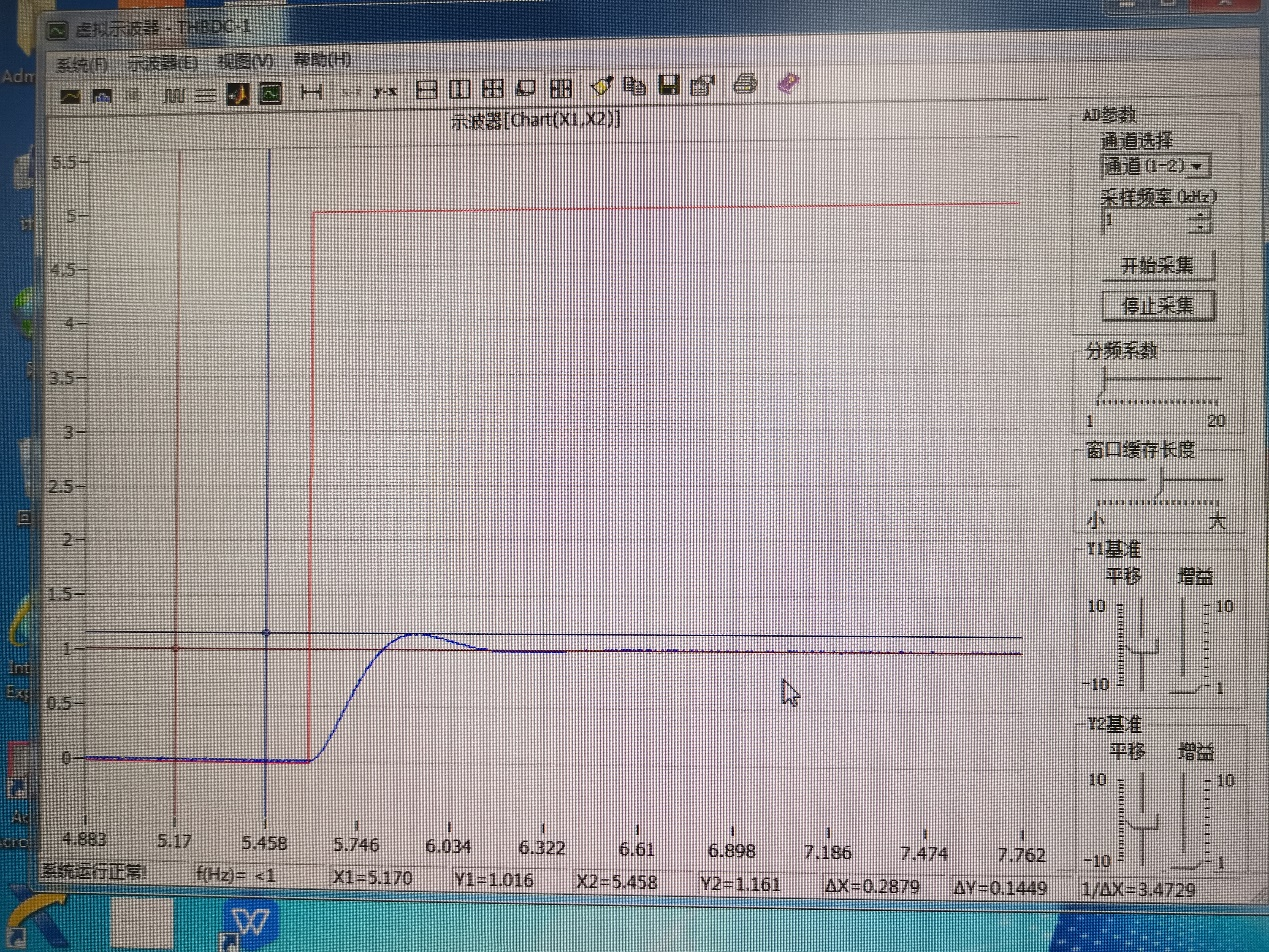 虚拟示波器 - THBDC-1
系统(F) 示波器(E) 视图(V) 帮助(H)
Adm
y-x
示波器[Chart(X1,X2)]
5.5
5
4.5
4
3.5
3
2.5
2
1.5
1
0.5
0
4.883 5.17 5.458 5.746 6.034 6.322 6.61 6.898 7.186 7.474 7.762
AD参数
通道选择
通道(1-2)
采样频率(kHz)
1
开始采集
停止采集
分频系数
1 20
窗口缓存长度
小 大
Y1基准
平移 增益
10 10
-10 1
Y2基准
平移 增益
10 10
-10 1
系统运行正常! f(Hz)= <1 X1=5.170 Y1=1.016 X2=5.458 Y2=1.161 ΔX=0.2879 ΔY=0.1449 1/ΔX=3.4729
Int
Exp
W